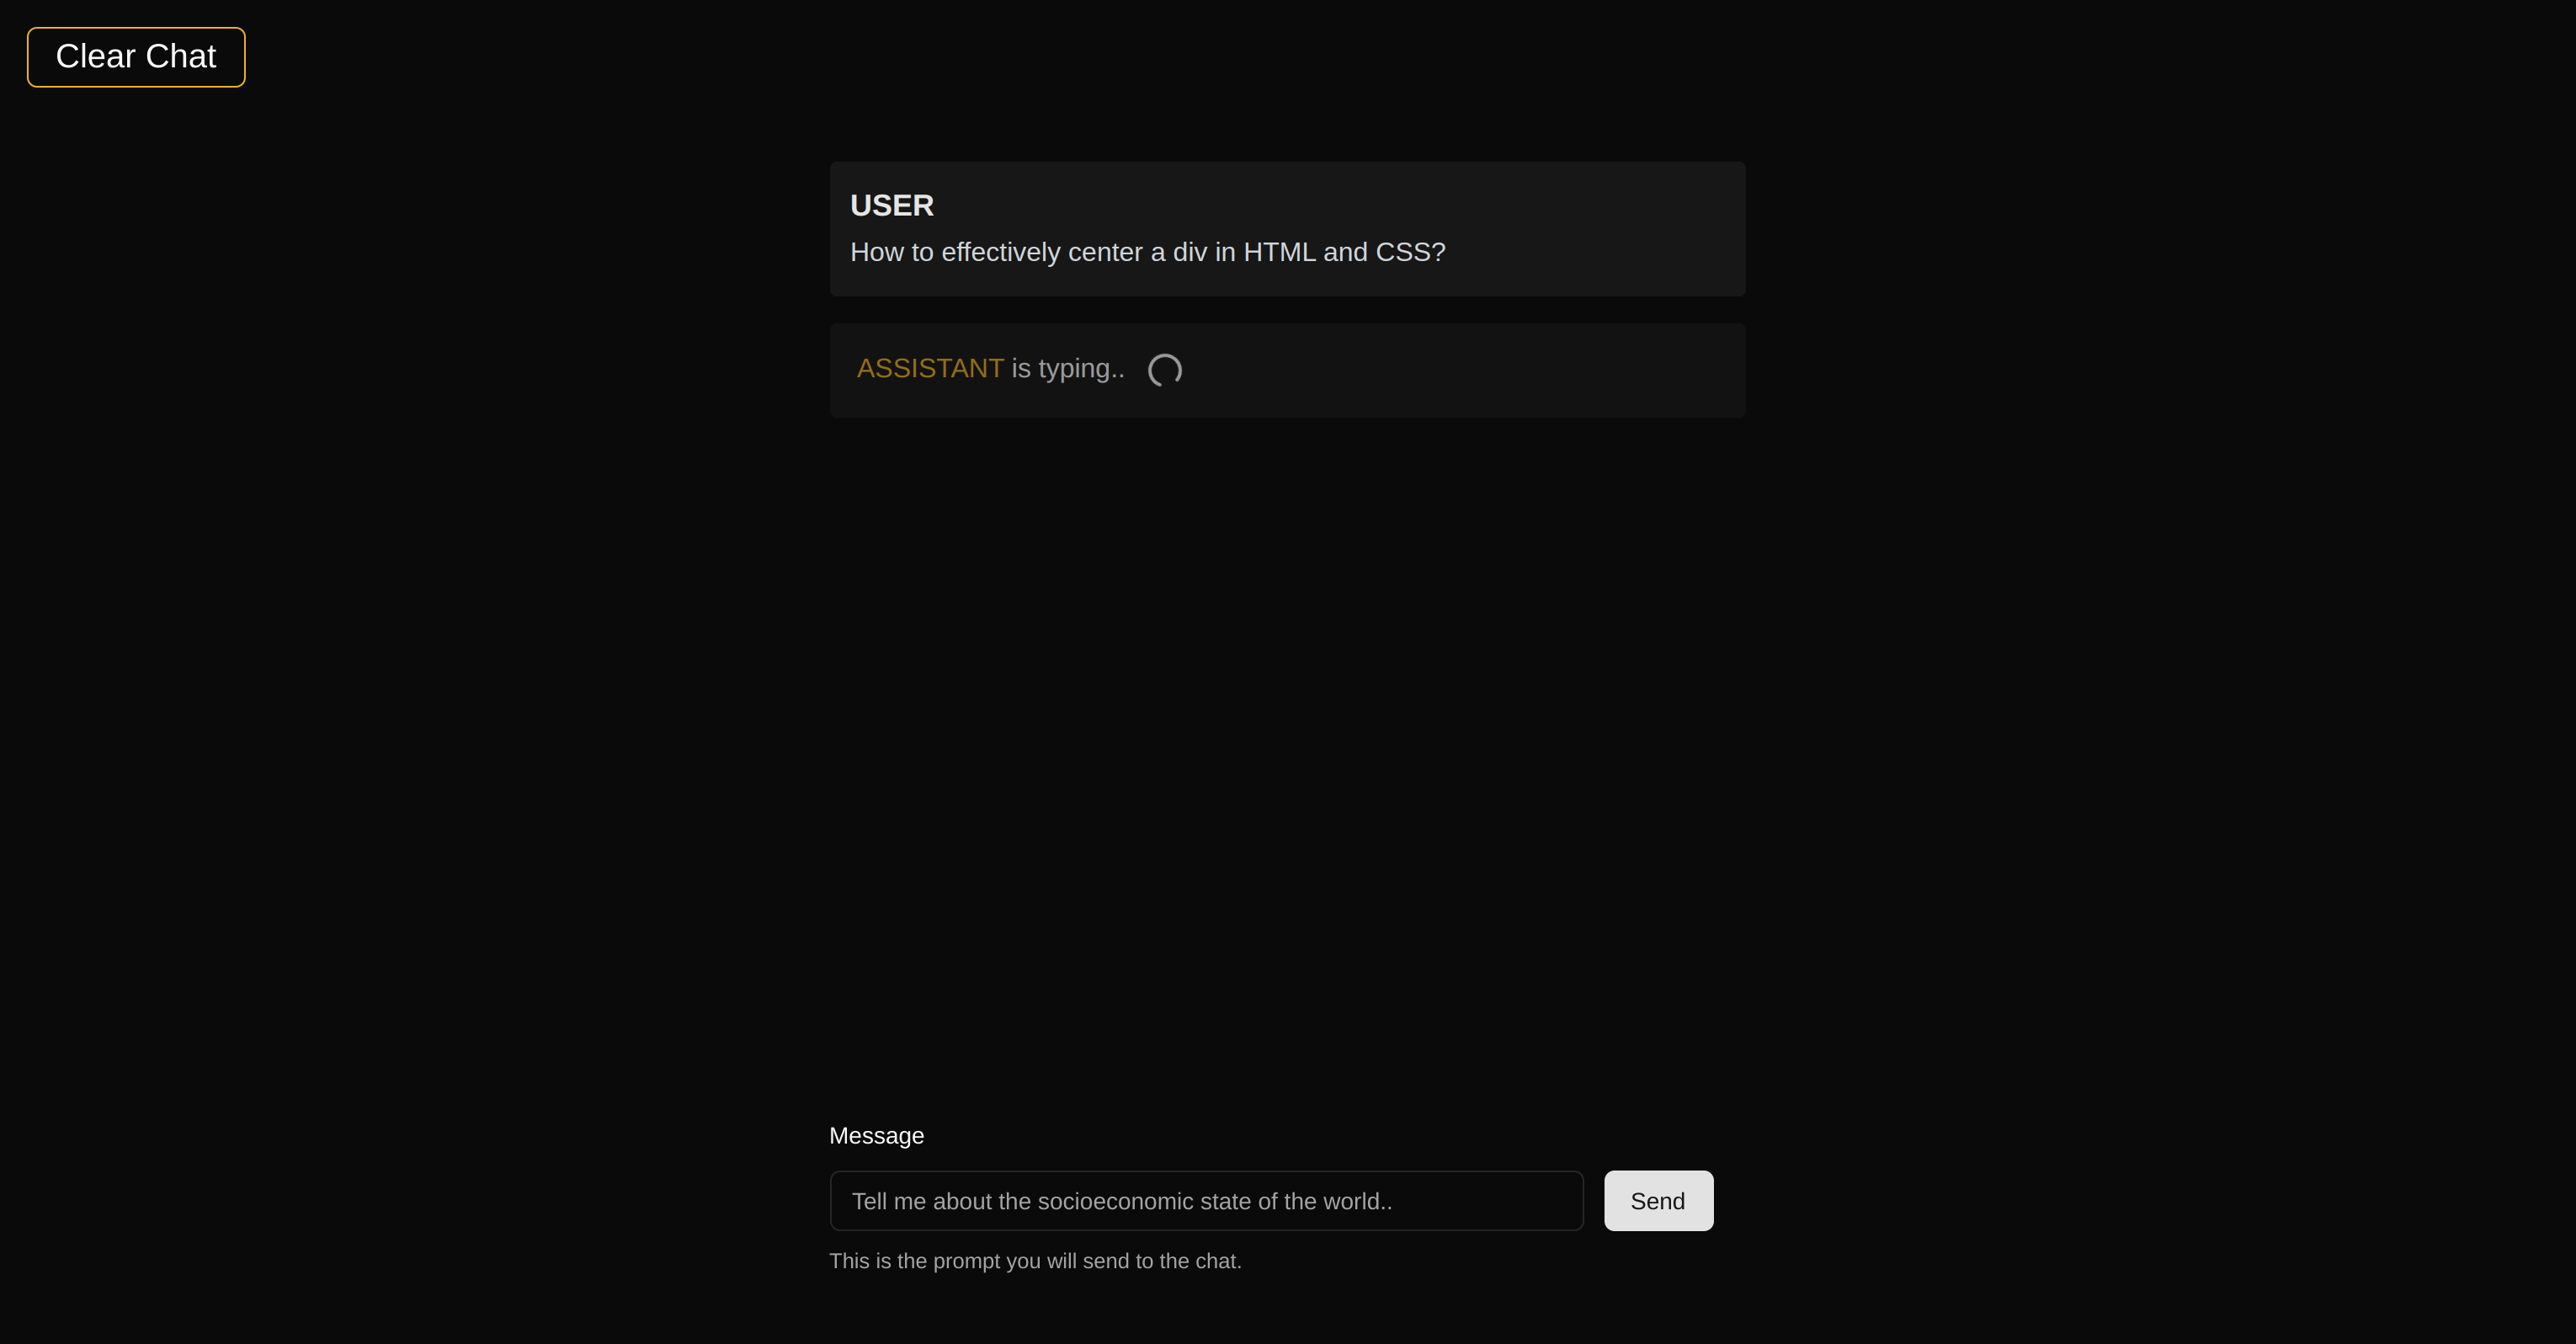 Clear Chat
USER
How to effectively center a div in HTML and CSS?
ASSISTANT is typing..
Message
Tell me about the socioeconomic state of the world..
Send
This is the prompt you will send to the chat.